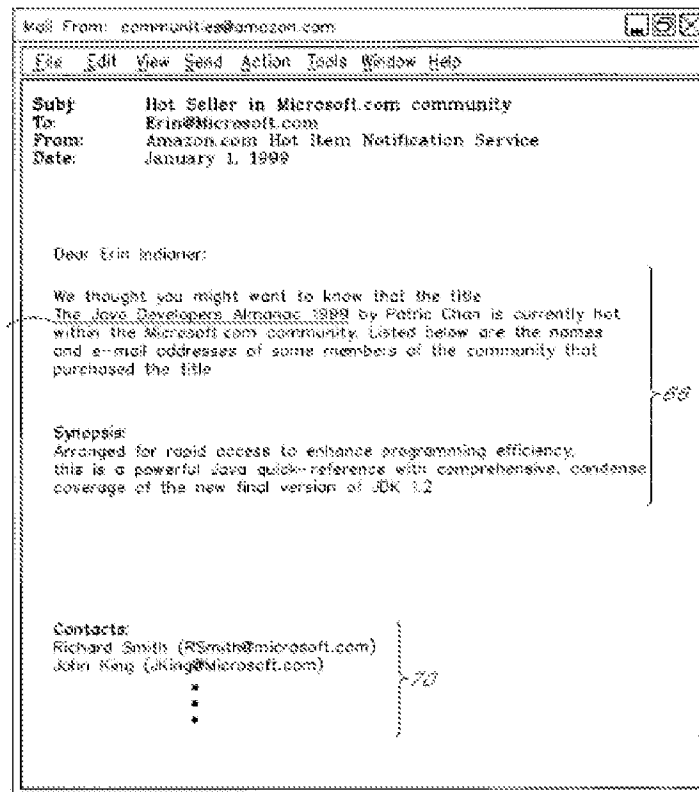 Mail From: communities@amazon.com
File Edit View Send Action Tools Window Help
Subj: Hot Seller in Microsoft.com community
To: Erin@Microsoft.com
From: Amazon.com Hot Item Notification Service
Date: January 1, 1999
Dear Erin
We thought you might want to know that the title
The Java Developers Almanac 1999 by Patric Chan is currently hot
within the Microsoft.com community. Listed below are the names
and e-mail addresses of some members of the community that
purchased the title
68
Synopsis:
Arranged for rapid access to enhance programming efficiency,
this is a powerful Java quick-reference with comprehensive, condense
coverage of the new final version of JDK 1.2
Contacts:
Richard Smith (RSmith@microsoft.com)
John King (JKing@Microsoft.com)
70